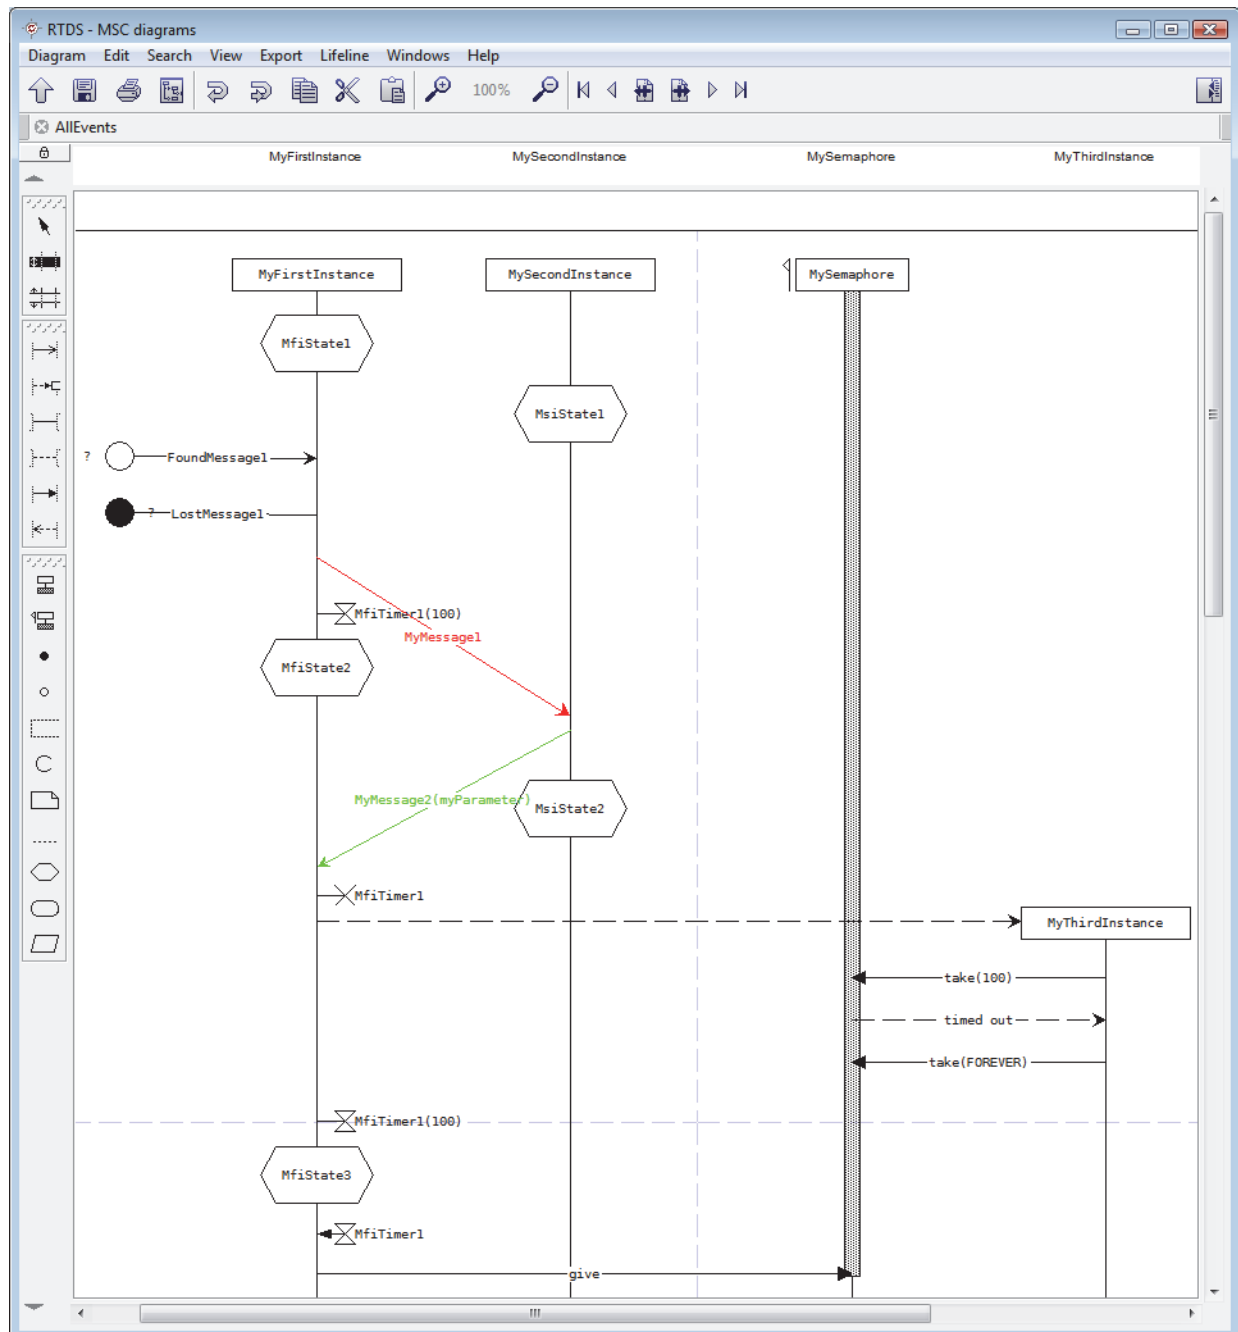 RTDS - MSC diagrams
Diagram Edit Search View Export Lifeline Windows Help
100%
AllEvents
MyFirstInstance MySecondInstance MySemaphore MyThirdInstance
MyFirstInstance MySecondInstance MySemaphore
MfiState1
MsiState1
? FoundMessage1
? LostMessage1
MfiTimer1(100)
MyMessage1
MfiState2
MyMessage2(myParameter)
MsiState2
MfiTimer1
MyThirdInstance
take(100)
timed out
take(FOREVER)
MfiTimer1(100)
MfiState3
MfiTimer1
give